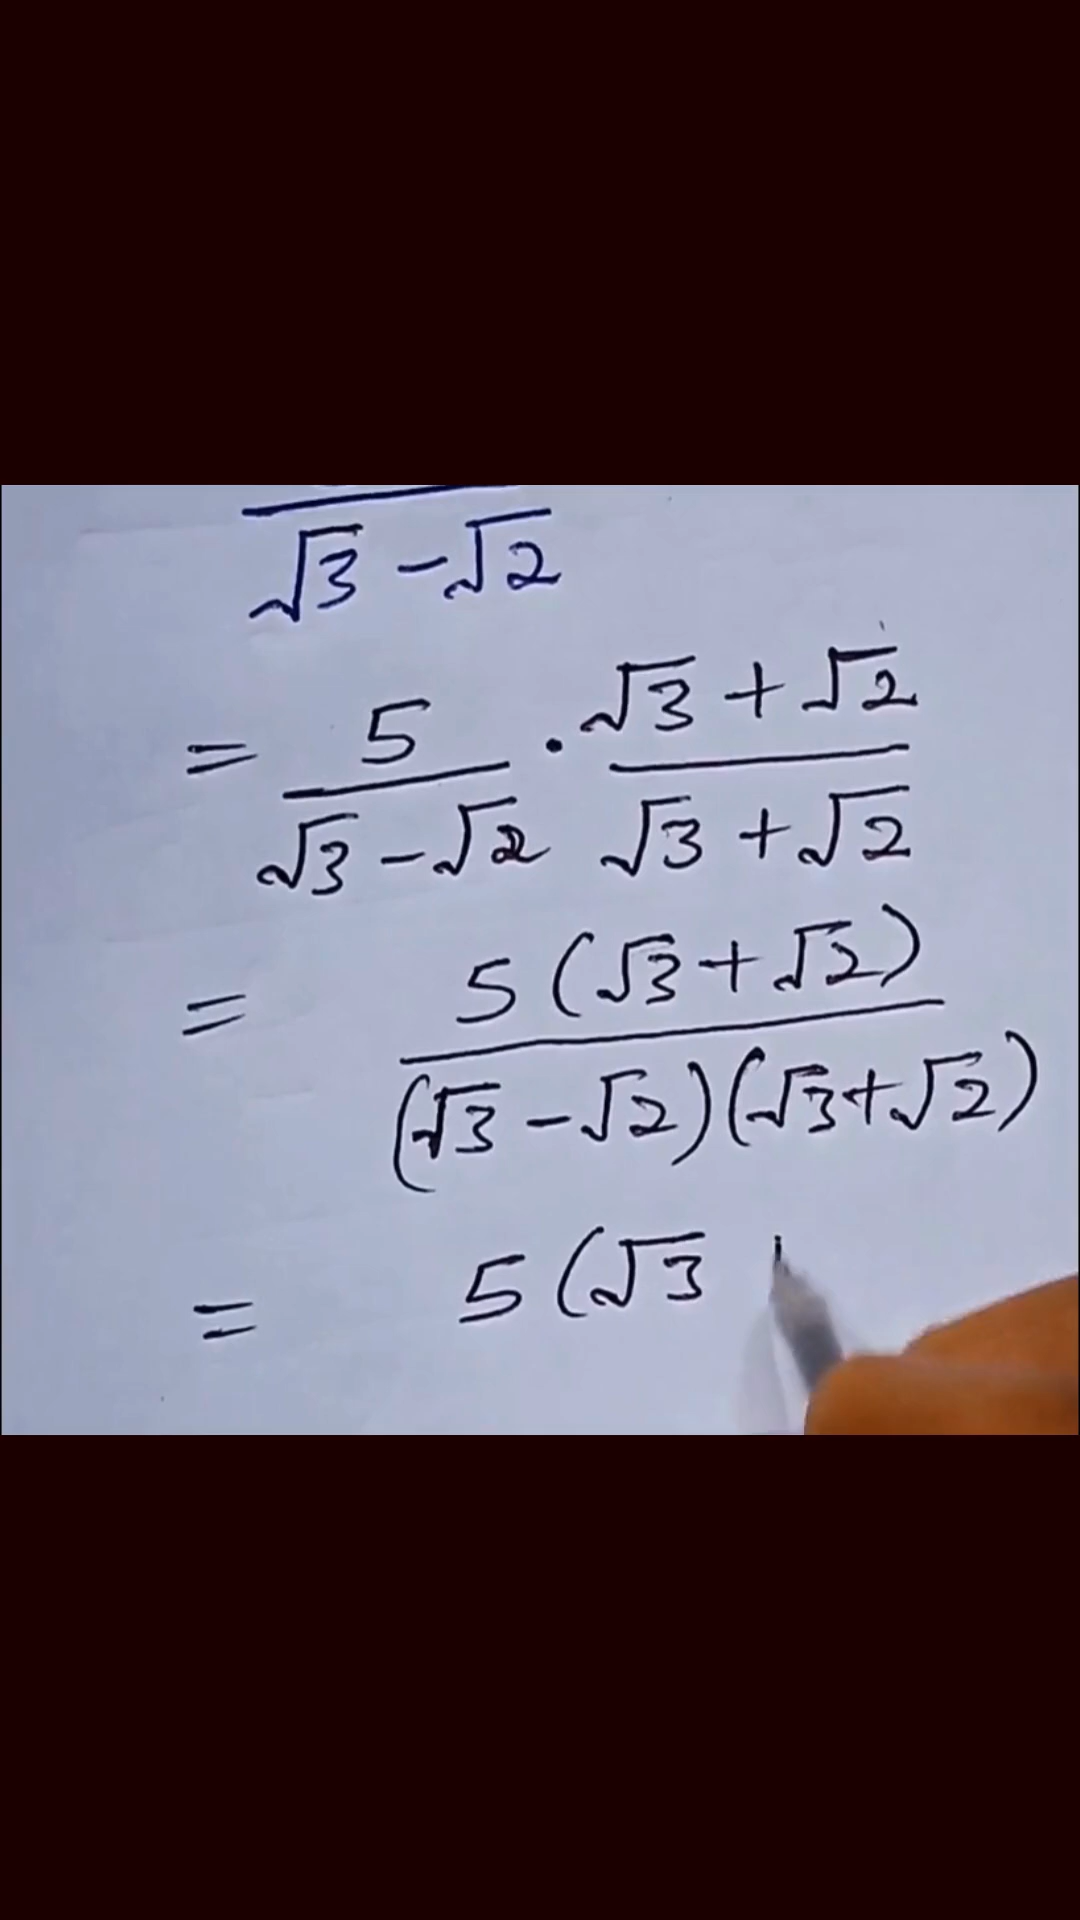 √3 - √2
= 5/(√3 - √2) · (√3 + √2)/(√3 + √2)
= 5(√3 + √2)/((√3 - √2)(√3 + √2))
= 5(√3